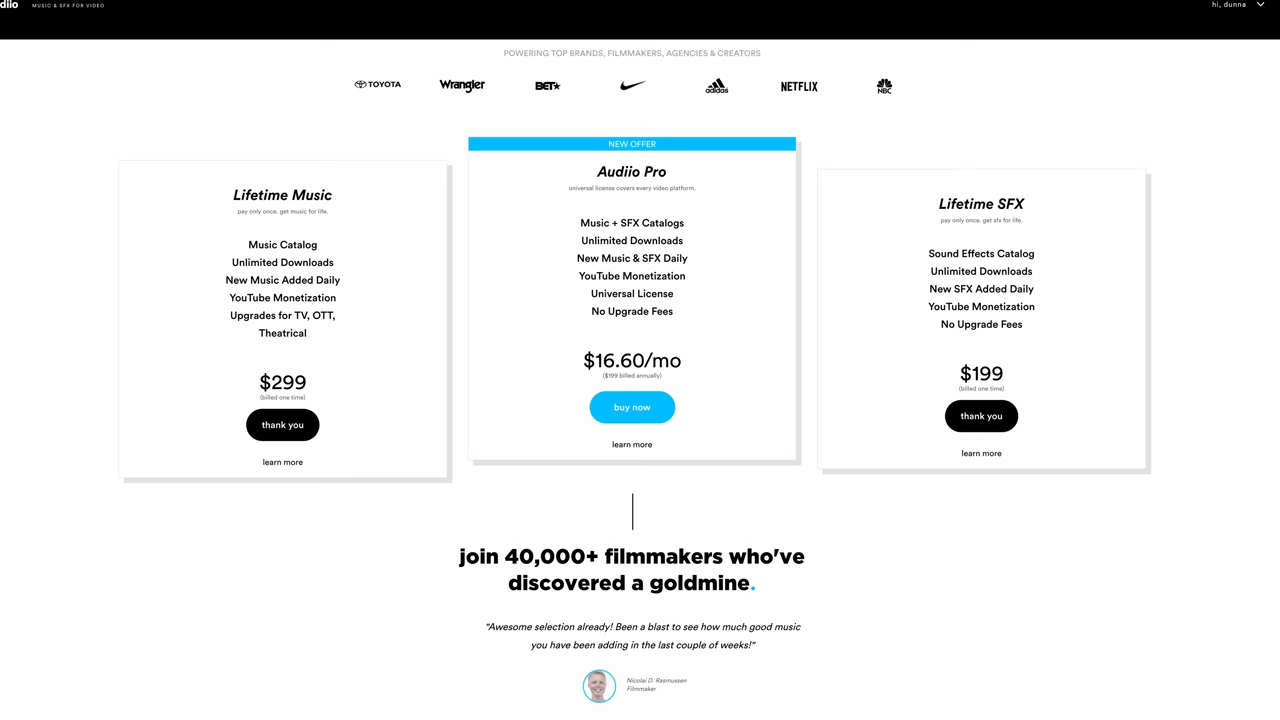 diio
MUSIC & SFX FOR VIDEO
hi, dunna
POWERING TOP BRANDS, FILMMAKERS, AGENCIES & CREATORS
TOYOTA
Wrangler
BET
adidas
NETFLIX
NBC
Lifetime Music
pay only once. get music for life.
Music Catalog
Unlimited Downloads
New Music Added Daily
YouTube Monetization
Upgrades for TV, OTT,
Theatrical
$299
(billed one time)
thank you
learn more
NEW OFFER
Audiio Pro
universal license covers every video platform.
Music + SFX Catalogs
Unlimited Downloads
New Music & SFX Daily
YouTube Monetization
Universal License
No Upgrade Fees
$16.60/mo
($199 billed annually)
buy now
learn more
Lifetime SFX
pay only once. get sfx for life.
Sound Effects Catalog
Unlimited Downloads
New SFX Added Daily
YouTube Monetization
No Upgrade Fees
$199
(billed one time)
thank you
learn more
join 40,000+ filmmakers who've
discovered a goldmine.
"Awesome selection already! Been a blast to see how much good music
you have been adding in the last couple of weeks!"
Nicolai D. Rasmussen
Filmmaker